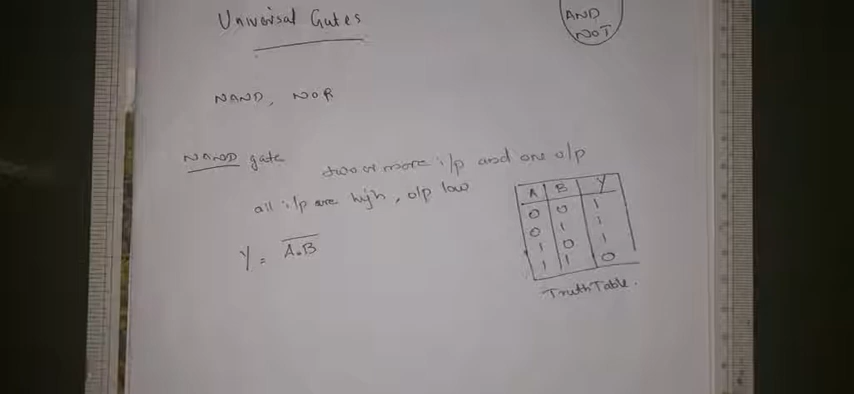 Universal Gates
AND
NOT
NAND, NOR
NAND gate two or more i/p and one o/p
all i/p are high, o/p low
Y = \overline{A.B}
A B Y
0 0 1
0 1 1
1 0 1
1 1 0
Truth Table.